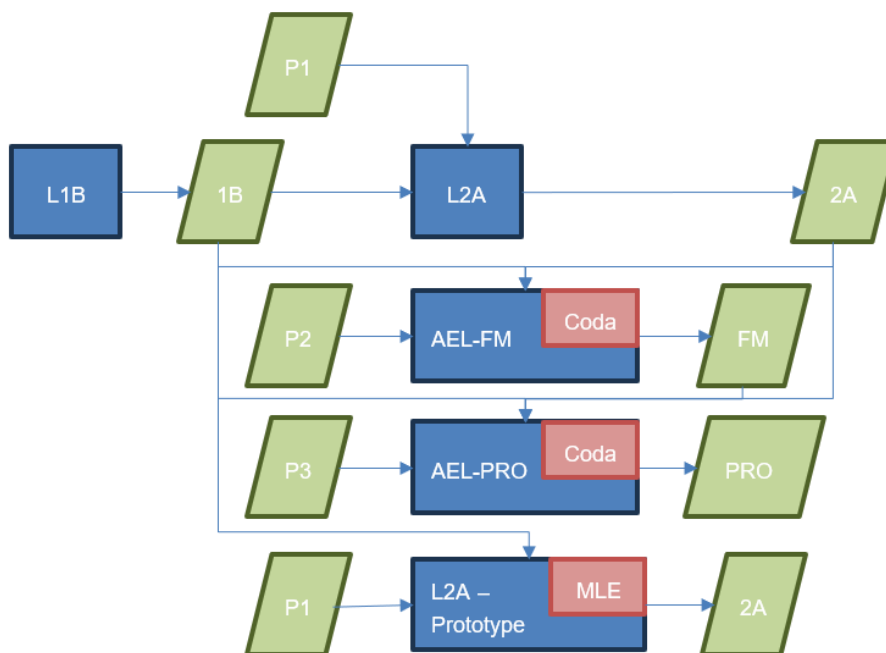 P1
L1B
1B
L2A
2A
P2
AEL-FM
Coda
FM
P3
AEL-PRO
Coda
PRO
P1
L2A –
Prototype
MLE
2A